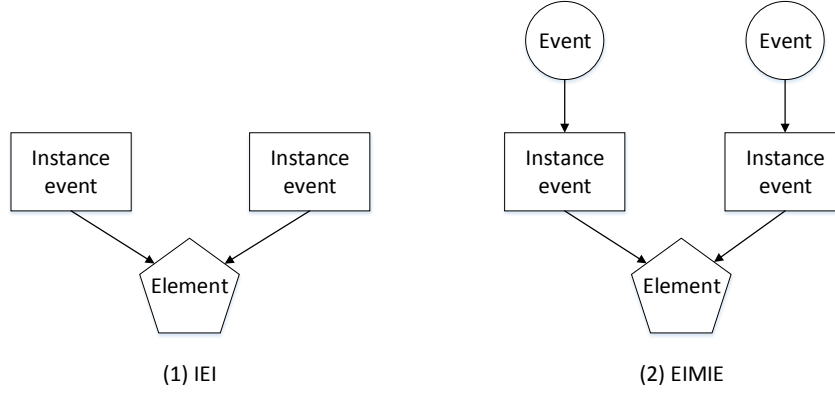 Event
Event
Instance
event
Instance
event
Instance
event
Instance
event
Element
Element
(1) IEI
(2) EIMIE